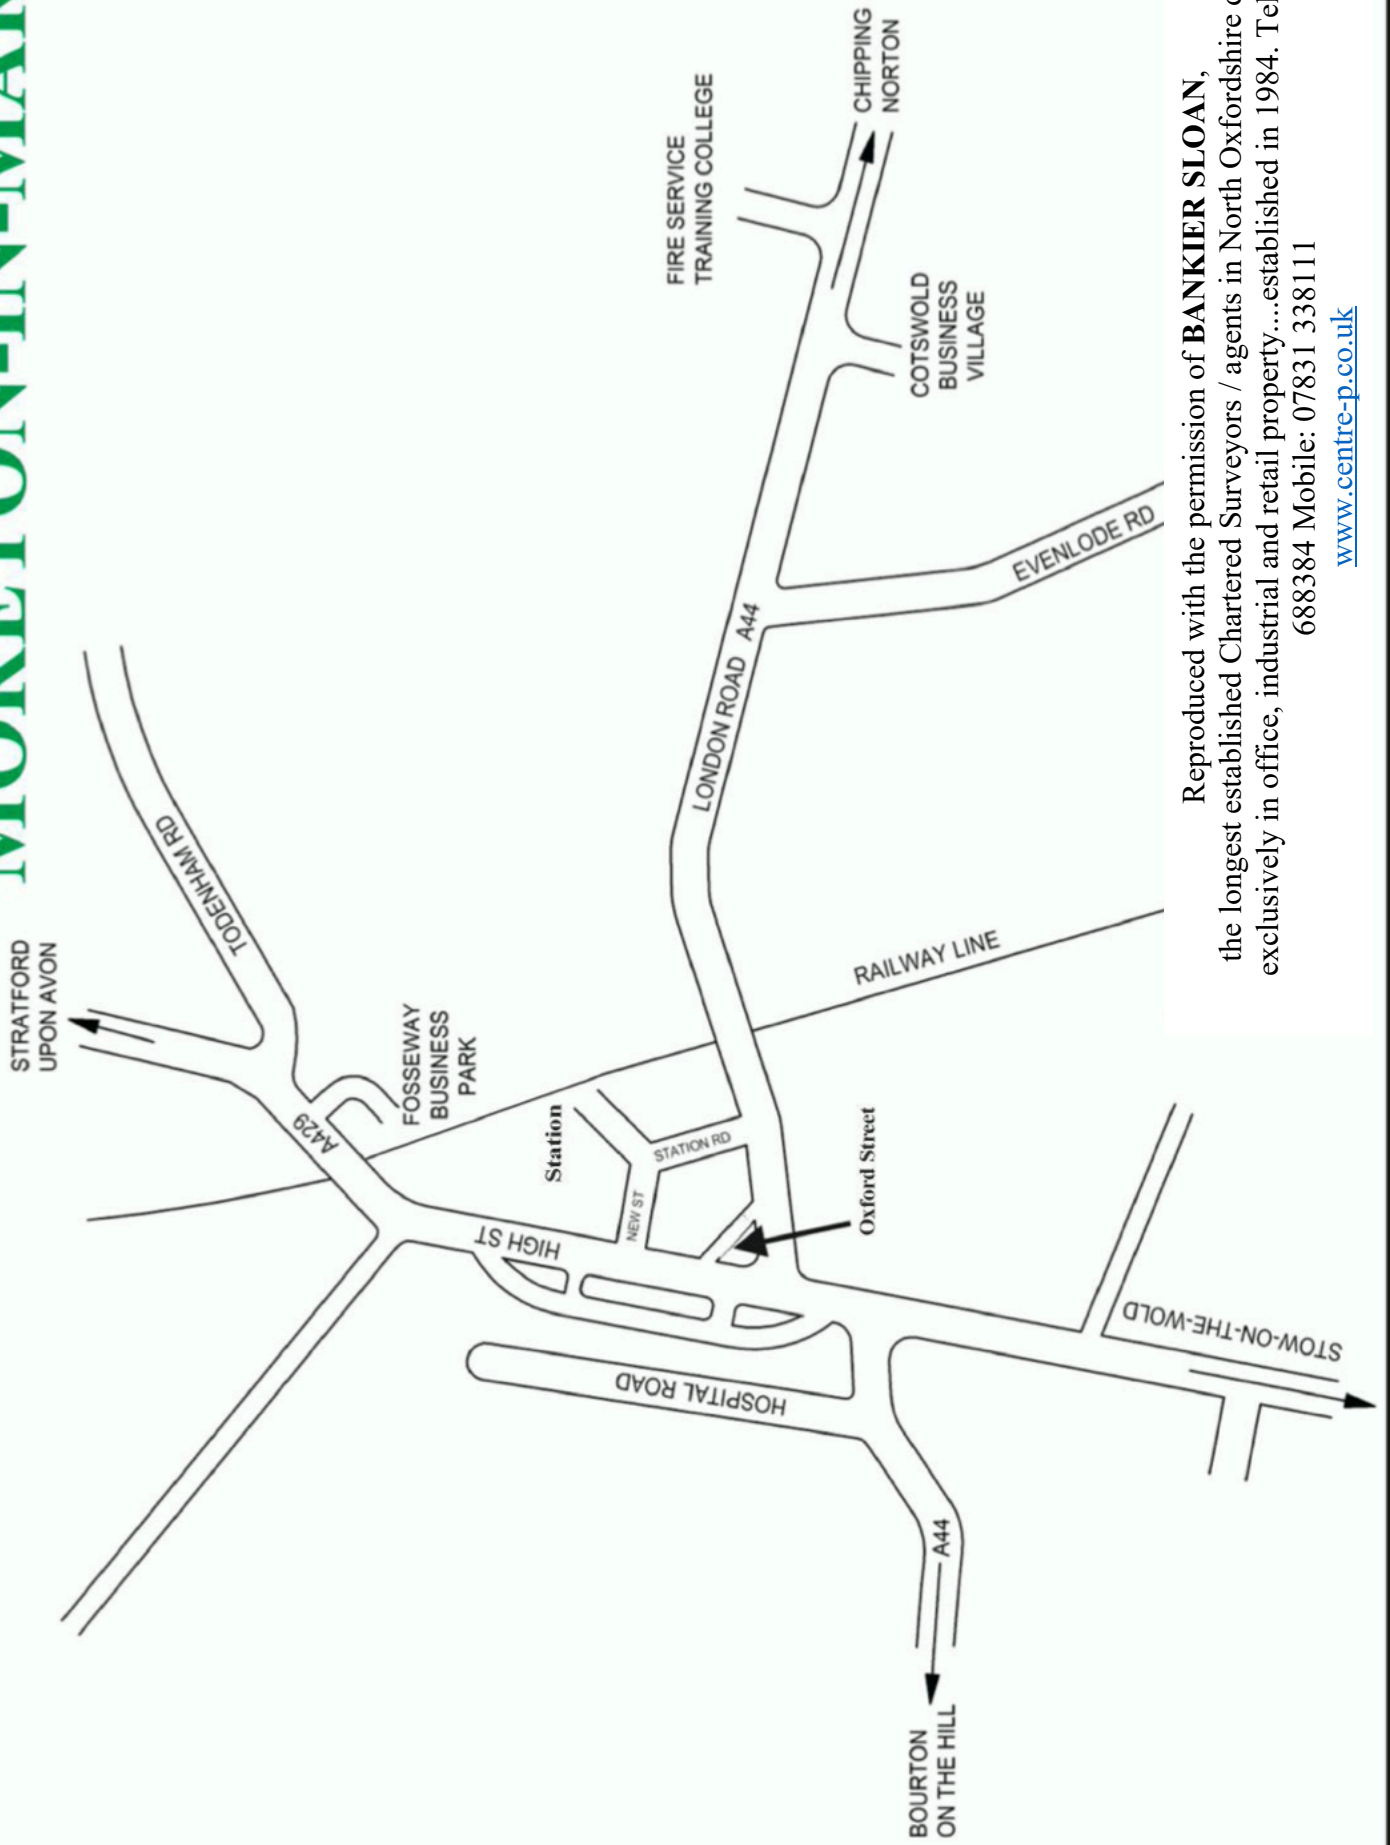 MORETON-IN-MAR
STRATFORD
UPON AVON
TODENHAM RD
A429
FOSSEWAY
BUSINESS
PARK
FIRE SERVICE
TRAINING COLLEGE
CHIPPING
NORTON
COTSWOLD
BUSINESS
VILLAGE
LONDON ROAD A44
EVENLODE RD
RAILWAY LINE
Station
STATION RD
NEW ST
HIGH ST
Oxford Street
HOSPITAL ROAD
STOW-ON-THE-WOLD
A44
BOURTON
ON THE HILL
Reproduced with the permission of BANKIER SLOAN,
the longest established Chartered Surveyors / agents in North Oxfordshire
exclusively in office, industrial and retail property....established in 1984. Tel
688384 Mobile: 07831 338111
www.centre-p.co.uk